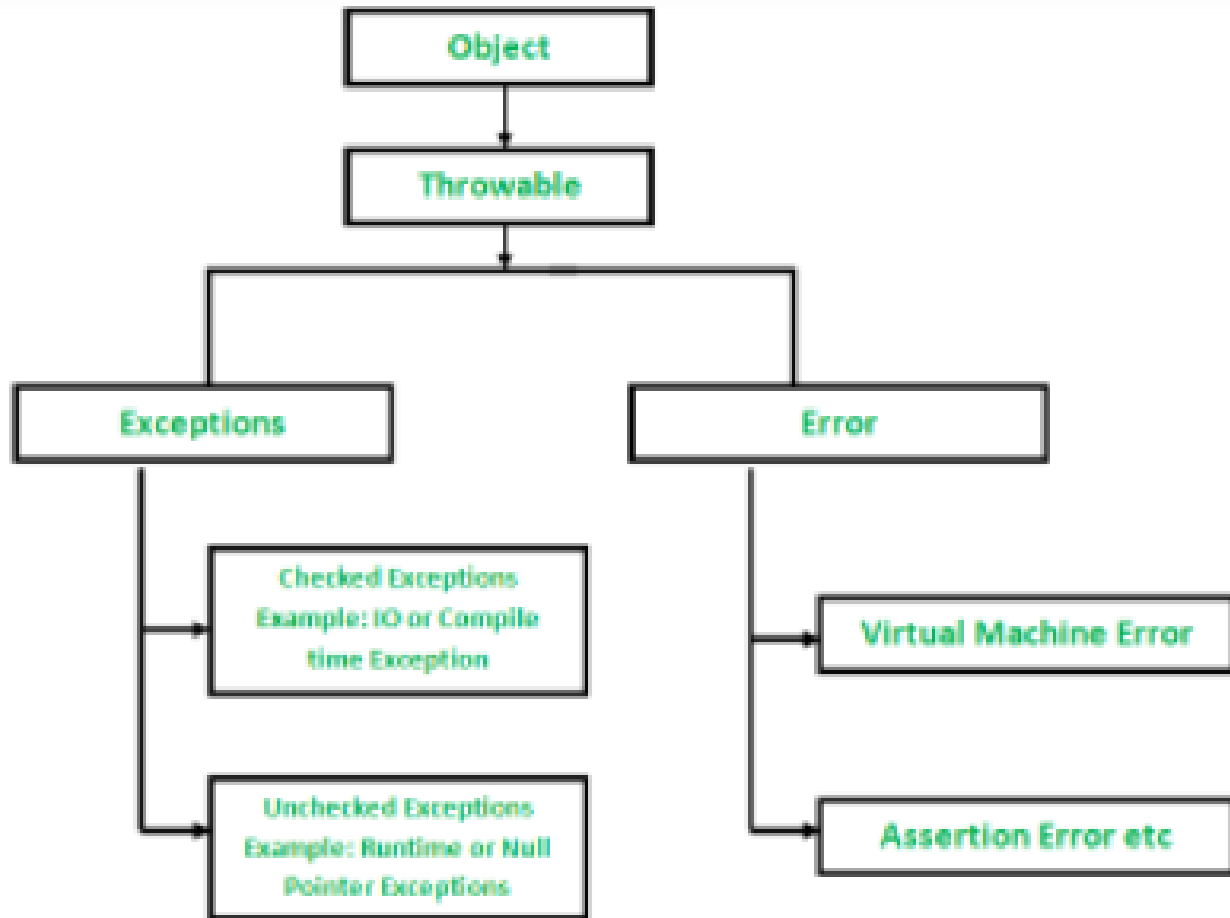 Object
Throwable
Exceptions
Error
Checked Exceptions
Example: IO or Compile
time Exception
Virtual Machine Error
Unchecked Exceptions
Example: Runtime or Null
Pointer Exceptions
Assertion Error etc